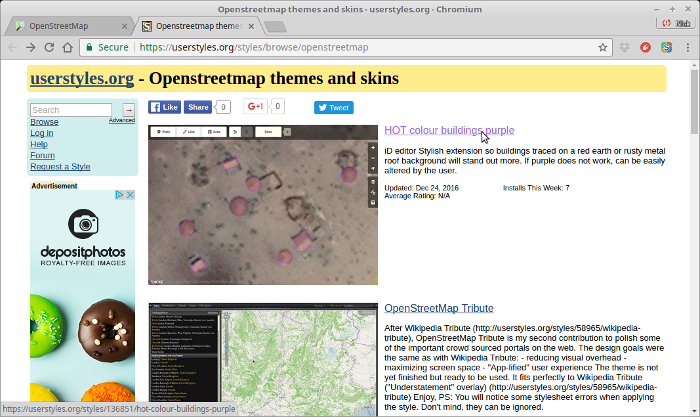 Openstreetmap themes and skins - userstyles.org - Chromium
OpenStreetMap
Openstreetmap themes
Secure
https://userstyles.org/styles/browse/openstreetmap
userstyles.org - Openstreetmap themes and skins
Search
Advanced
Browse
Log in
Help
Forum
Request a Style
Advertisement
depositphotos
ROYALTY-FREE IMAGES
Like
Share
0
G+1
0
Tweet
Point
Line
Area
Save
HOT colour buildings purple
iD editor Stylish extension so buildings traced on a red earth or rusty metal
roof background will stand out more. If purple does not work, can be easily
altered by the user.
Updated: Dec 24, 2016
Installs This Week: 7
Average Rating: N/A
OpenStreetMap Tribute
After Wikipedia Tribute (http://userstyles.org/styles/58965/wikipedia-
tribute), OpenStreetMap Tribute is my second contribution to polish some
of the important crowd sourced portals on the web. The design goals
were the same as with Wikipedia Tribute: - reducing visual overhead -
maximizing screen space - "App-lified" user experience The theme is not
yet finished but ready to be used. It fits perfectly to Wikipedia Tribute
("Understatement" overlay) (http://userstyles.org/styles/58965/wikipedia-
tribute) Enjoy, PS: You will notice some stylesheet errors when applying
the style. Don't mind, they can be ignored.
https://userstyles.org/styles/136851/hot-colour-buildings-purple